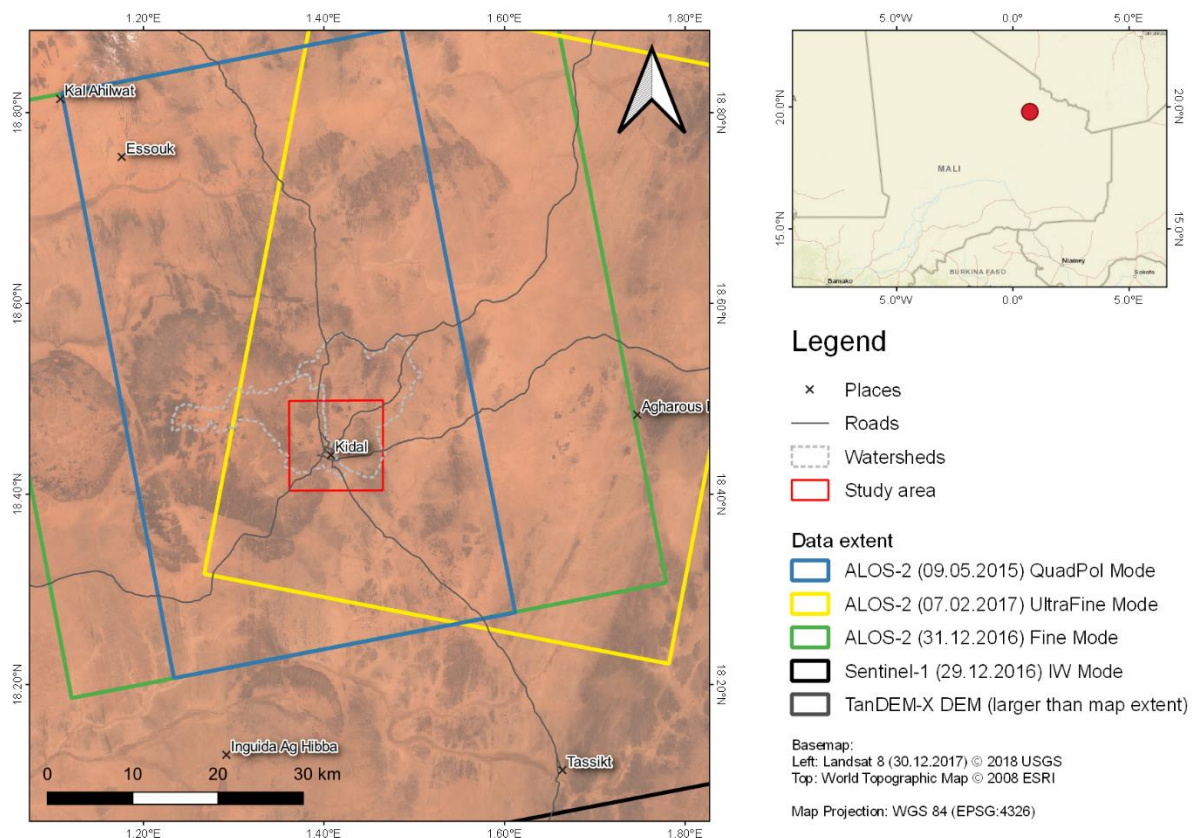 1.20°E 1.40°E 1.60°E 1.80°E
18.80°N
18.60°N
18.40°N
18.20°N
Kal Ahilwat
Essouk
Kidal
Agharous
Inguida Ag Hibba
Tassikt
0 10 20 30 km
18.80°N
18.60°N
18.40°N
18.20°N
1.20°E 1.40°E 1.60°E 1.80°E
5.0°W 0.0° 5.0°E
20.0°N
15.0°N
MALI
Niamey
BURKINA FASO
Bamako
Sokoto
20.0°N
15.0°N
5.0°W 0.0° 5.0°E
Legend
Places
Roads
Watersheds
Study area
Data extent
ALOS-2 (09.05.2015) QuadPol Mode
ALOS-2 (07.02.2017) UltraFine Mode
ALOS-2 (31.12.2016) Fine Mode
Sentinel-1 (29.12.2016) IW Mode
TanDEM-X DEM (larger than map extent)
Basemap:
Left: Landsat 8 (30.12.2017) © 2018 USGS
Top: World Topographic Map © 2008 ESRI
Map Projection: WGS 84 (EPSG:4326)